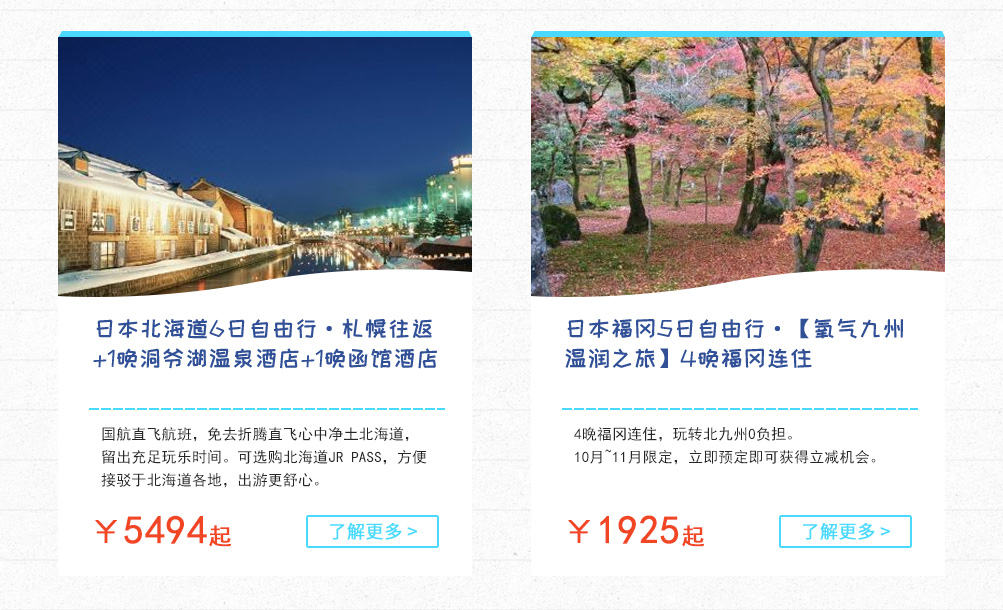 日本北海道6日自由行·札幌往返
+1晚洞爷湖温泉酒店+1晚函馆酒店
国航直飞航班，免去折腾直飞心中净土北海道，
留出充足玩乐时间。可选购北海道JR PASS，方便
接驳于北海道各地，出游更舒心。
￥5494起
了解更多 >
日本福冈5日自由行·【氧气九州
温润之旅】4晚福冈连住
4晚福冈连住，玩转北九州0负担。
10月~11月限定，立即预定即可获得立减机会。
￥1925起
了解更多 >